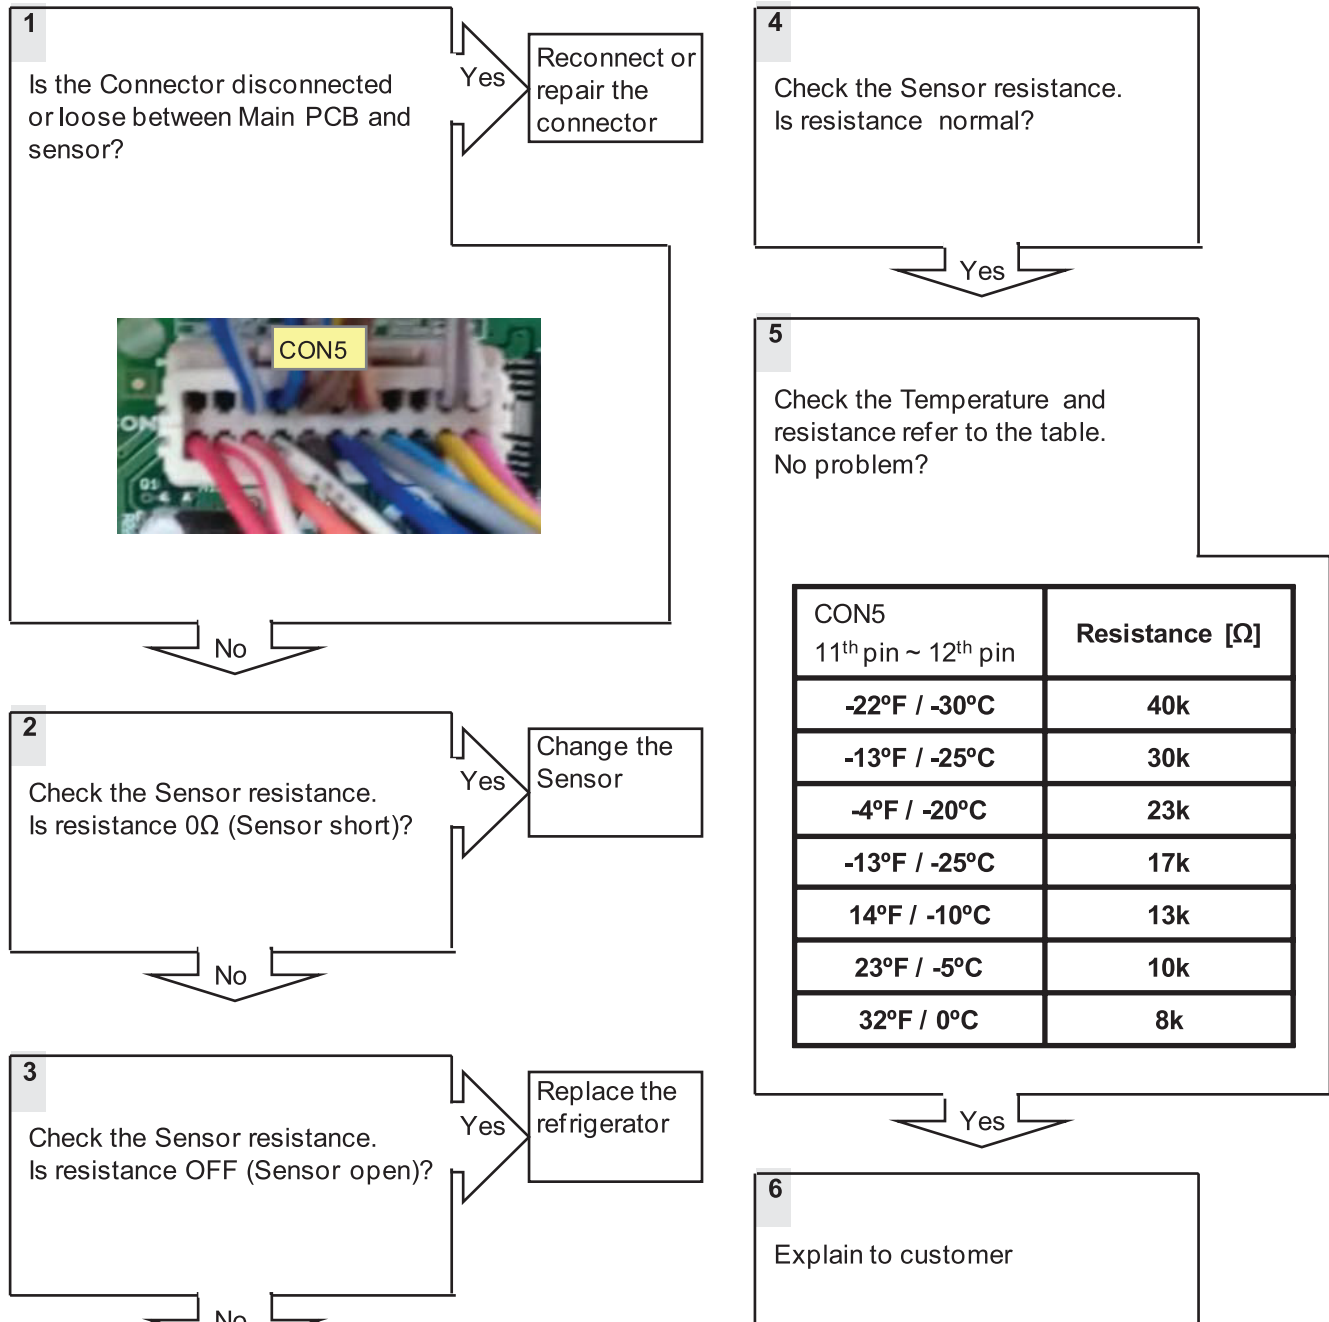 1
Is the Connector disconnected
or loose between Main PCB and
sensor?
Yes
Reconnect or
repair the
connector
CON5
No
2
Check the Sensor resistance.
Is resistance 0Ω (Sensor short)?
Yes
Change the
Sensor
No
3
Check the Sensor resistance.
Is resistance OFF (Sensor open)?
Yes
Replace the
refrigerator
No
4
Check the Sensor resistance.
Is resistance normal?
Yes
5
Check the Temperature and
resistance refer to the table.
No problem?
CON5
11th pin ~ 12th pin
Resistance [Ω]
-22ºF / -30ºC 40k
-13ºF / -25ºC 30k
-4ºF / -20ºC 23k
-13ºF / -25ºC 17k
14ºF / -10ºC 13k
23ºF / -5ºC 10k
32ºF / 0ºC 8k
Yes
6
Explain to customer